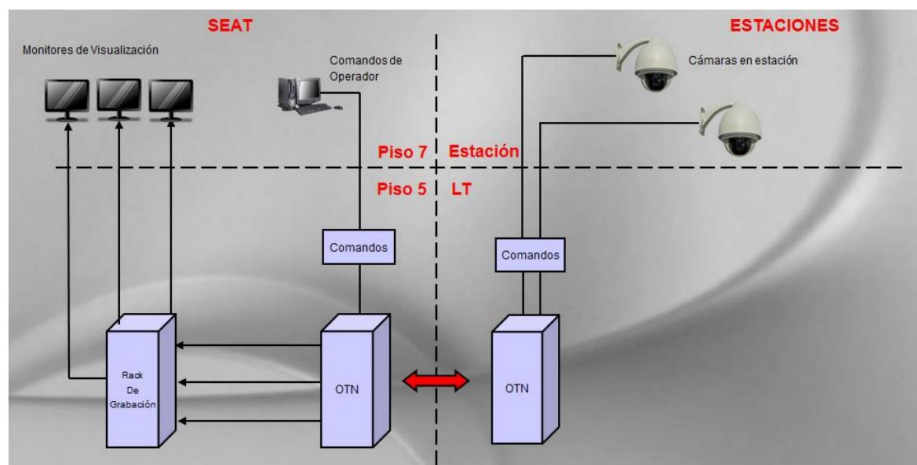 SEAT
ESTACIONES
Monitores de Visualización
Comandos de
Operador
Cámaras en estación
Piso 7
Estación
Piso 5
LT
Comandos
Comandos
Rack
De
Grabación
OTN
OTN